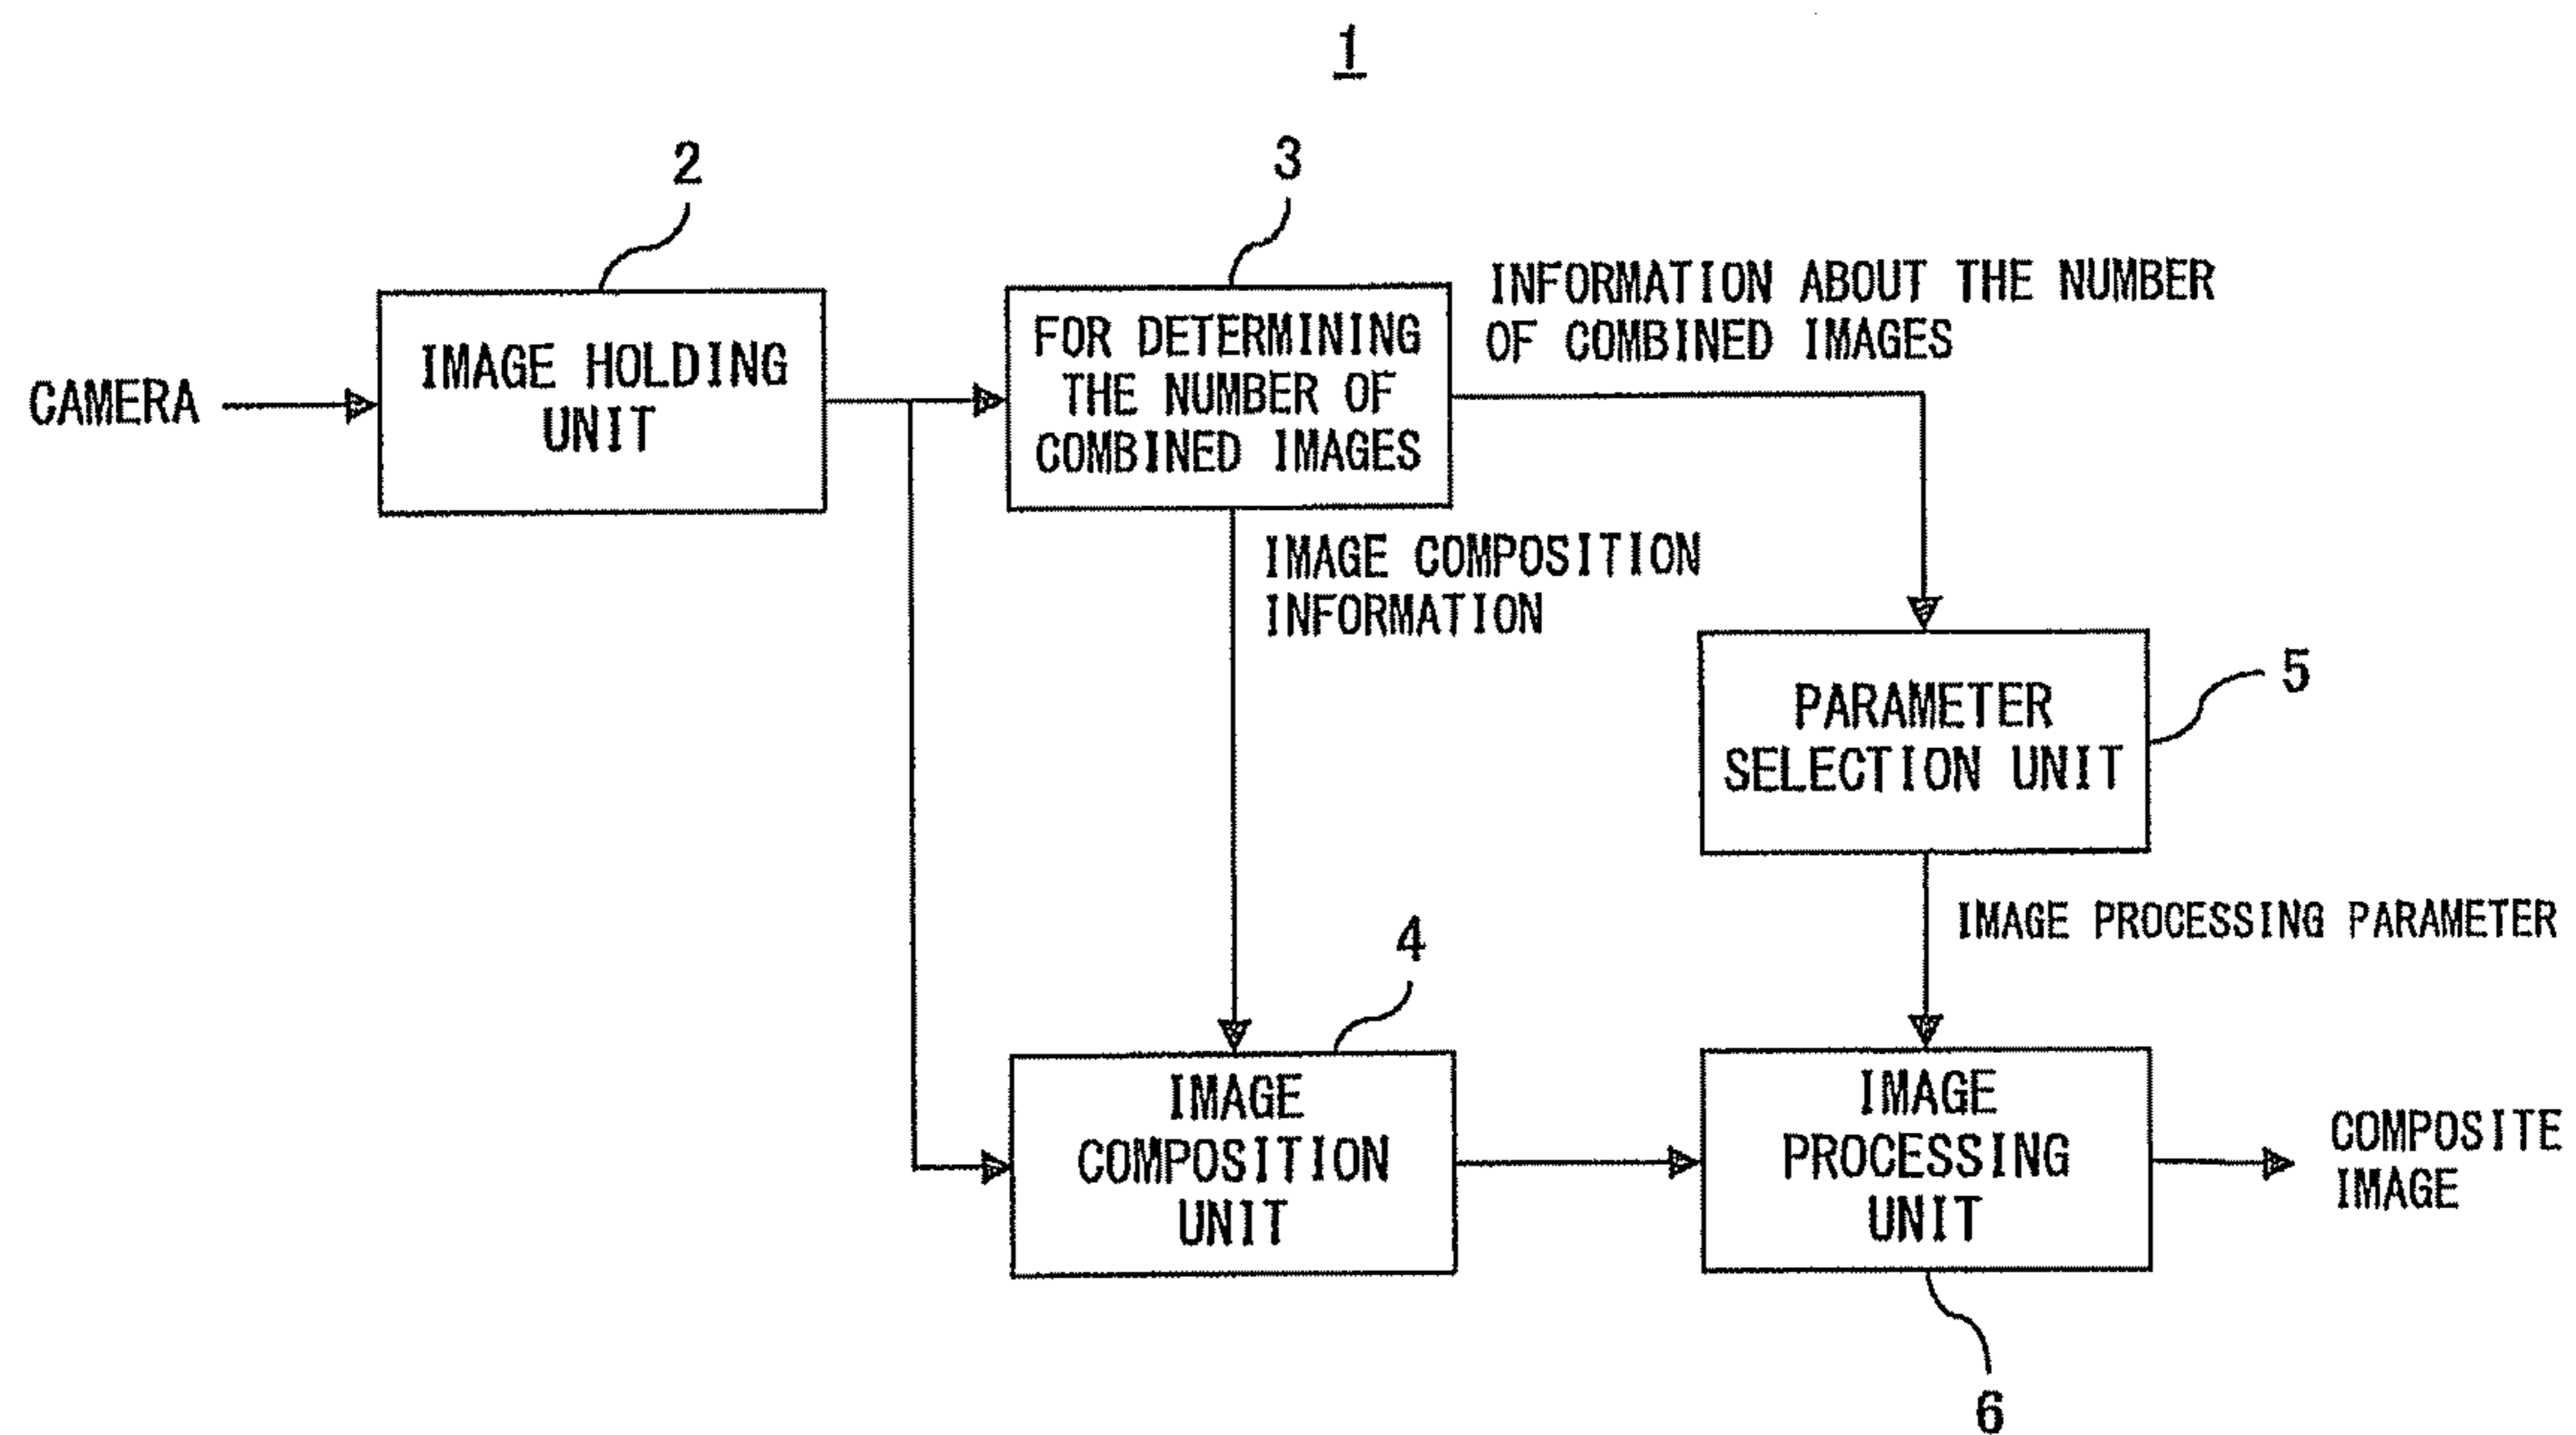 1
2
3
CAMERA
IMAGE HOLDING
UNIT
FOR DETERMINING
THE NUMBER OF
COMBINED IMAGES
INFORMATION ABOUT THE NUMBER
OF COMBINED IMAGES
IMAGE COMPOSITION
INFORMATION
PARAMETER
SELECTION UNIT
5
IMAGE PROCESSING PARAMETER
4
IMAGE
COMPOSITION
UNIT
IMAGE
PROCESSING
UNIT
COMPOSITE
IMAGE
6